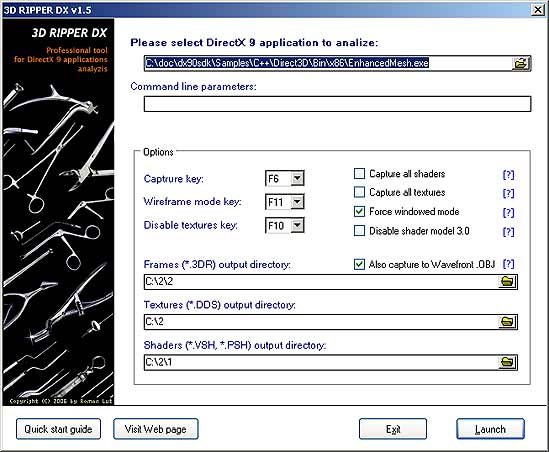 3D RIPPER DX v1.5
3D RIPPER DX
Professional tool
for DirectX 9 applications
analyzis
Please select DirectX 9 application to analize:
C:\doc\dx90sdk\Samples\C++\Direct3D\Bin\x86\EnhancedMesh.exe
Command line parameters:
Options
Captrure key:
F6
Capture all shaders
[?]
Capture all textures
[?]
Wireframe mode key:
F11
Force windowed mode
[?]
Disable textures key:
F10
Disable shader model 3.0
[?]
Frames (*.3DR) output directory:
Also capture to Wavefront .OBJ
[?]
C:\2\2
Textures (*.DDS) output directory:
C:\2
Shaders (*.VSH, *.PSH) output directory:
C:\2\1
Copyright (C) 2006 by Roman Lut
Quick start guide
Visit Web page
Exit
Launch